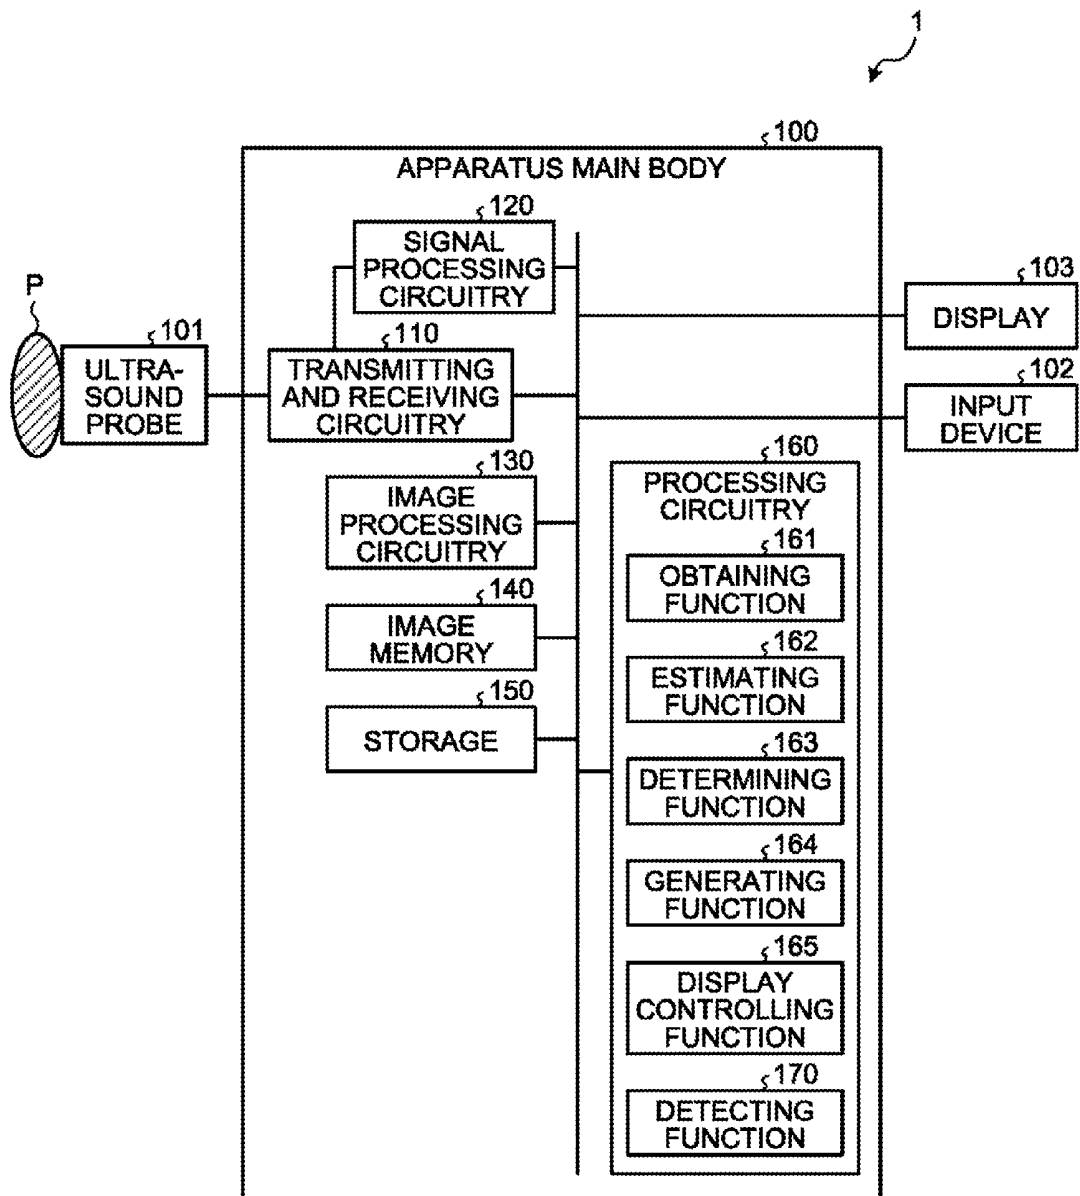 1
100
APPARATUS MAIN BODY
120
SIGNAL
PROCESSING
CIRCUITRY
P
101
ULTRA-
SOUND
PROBE
110
TRANSMITTING
AND RECEIVING
CIRCUITRY
103
DISPLAY
102
INPUT
DEVICE
130
IMAGE
PROCESSING
CIRCUITRY
140
IMAGE
MEMORY
150
STORAGE
160
PROCESSING
CIRCUITRY
161
OBTAINING
FUNCTION
162
ESTIMATING
FUNCTION
163
DETERMINING
FUNCTION
164
GENERATING
FUNCTION
165
DISPLAY
CONTROLLING
FUNCTION
170
DETECTING
FUNCTION